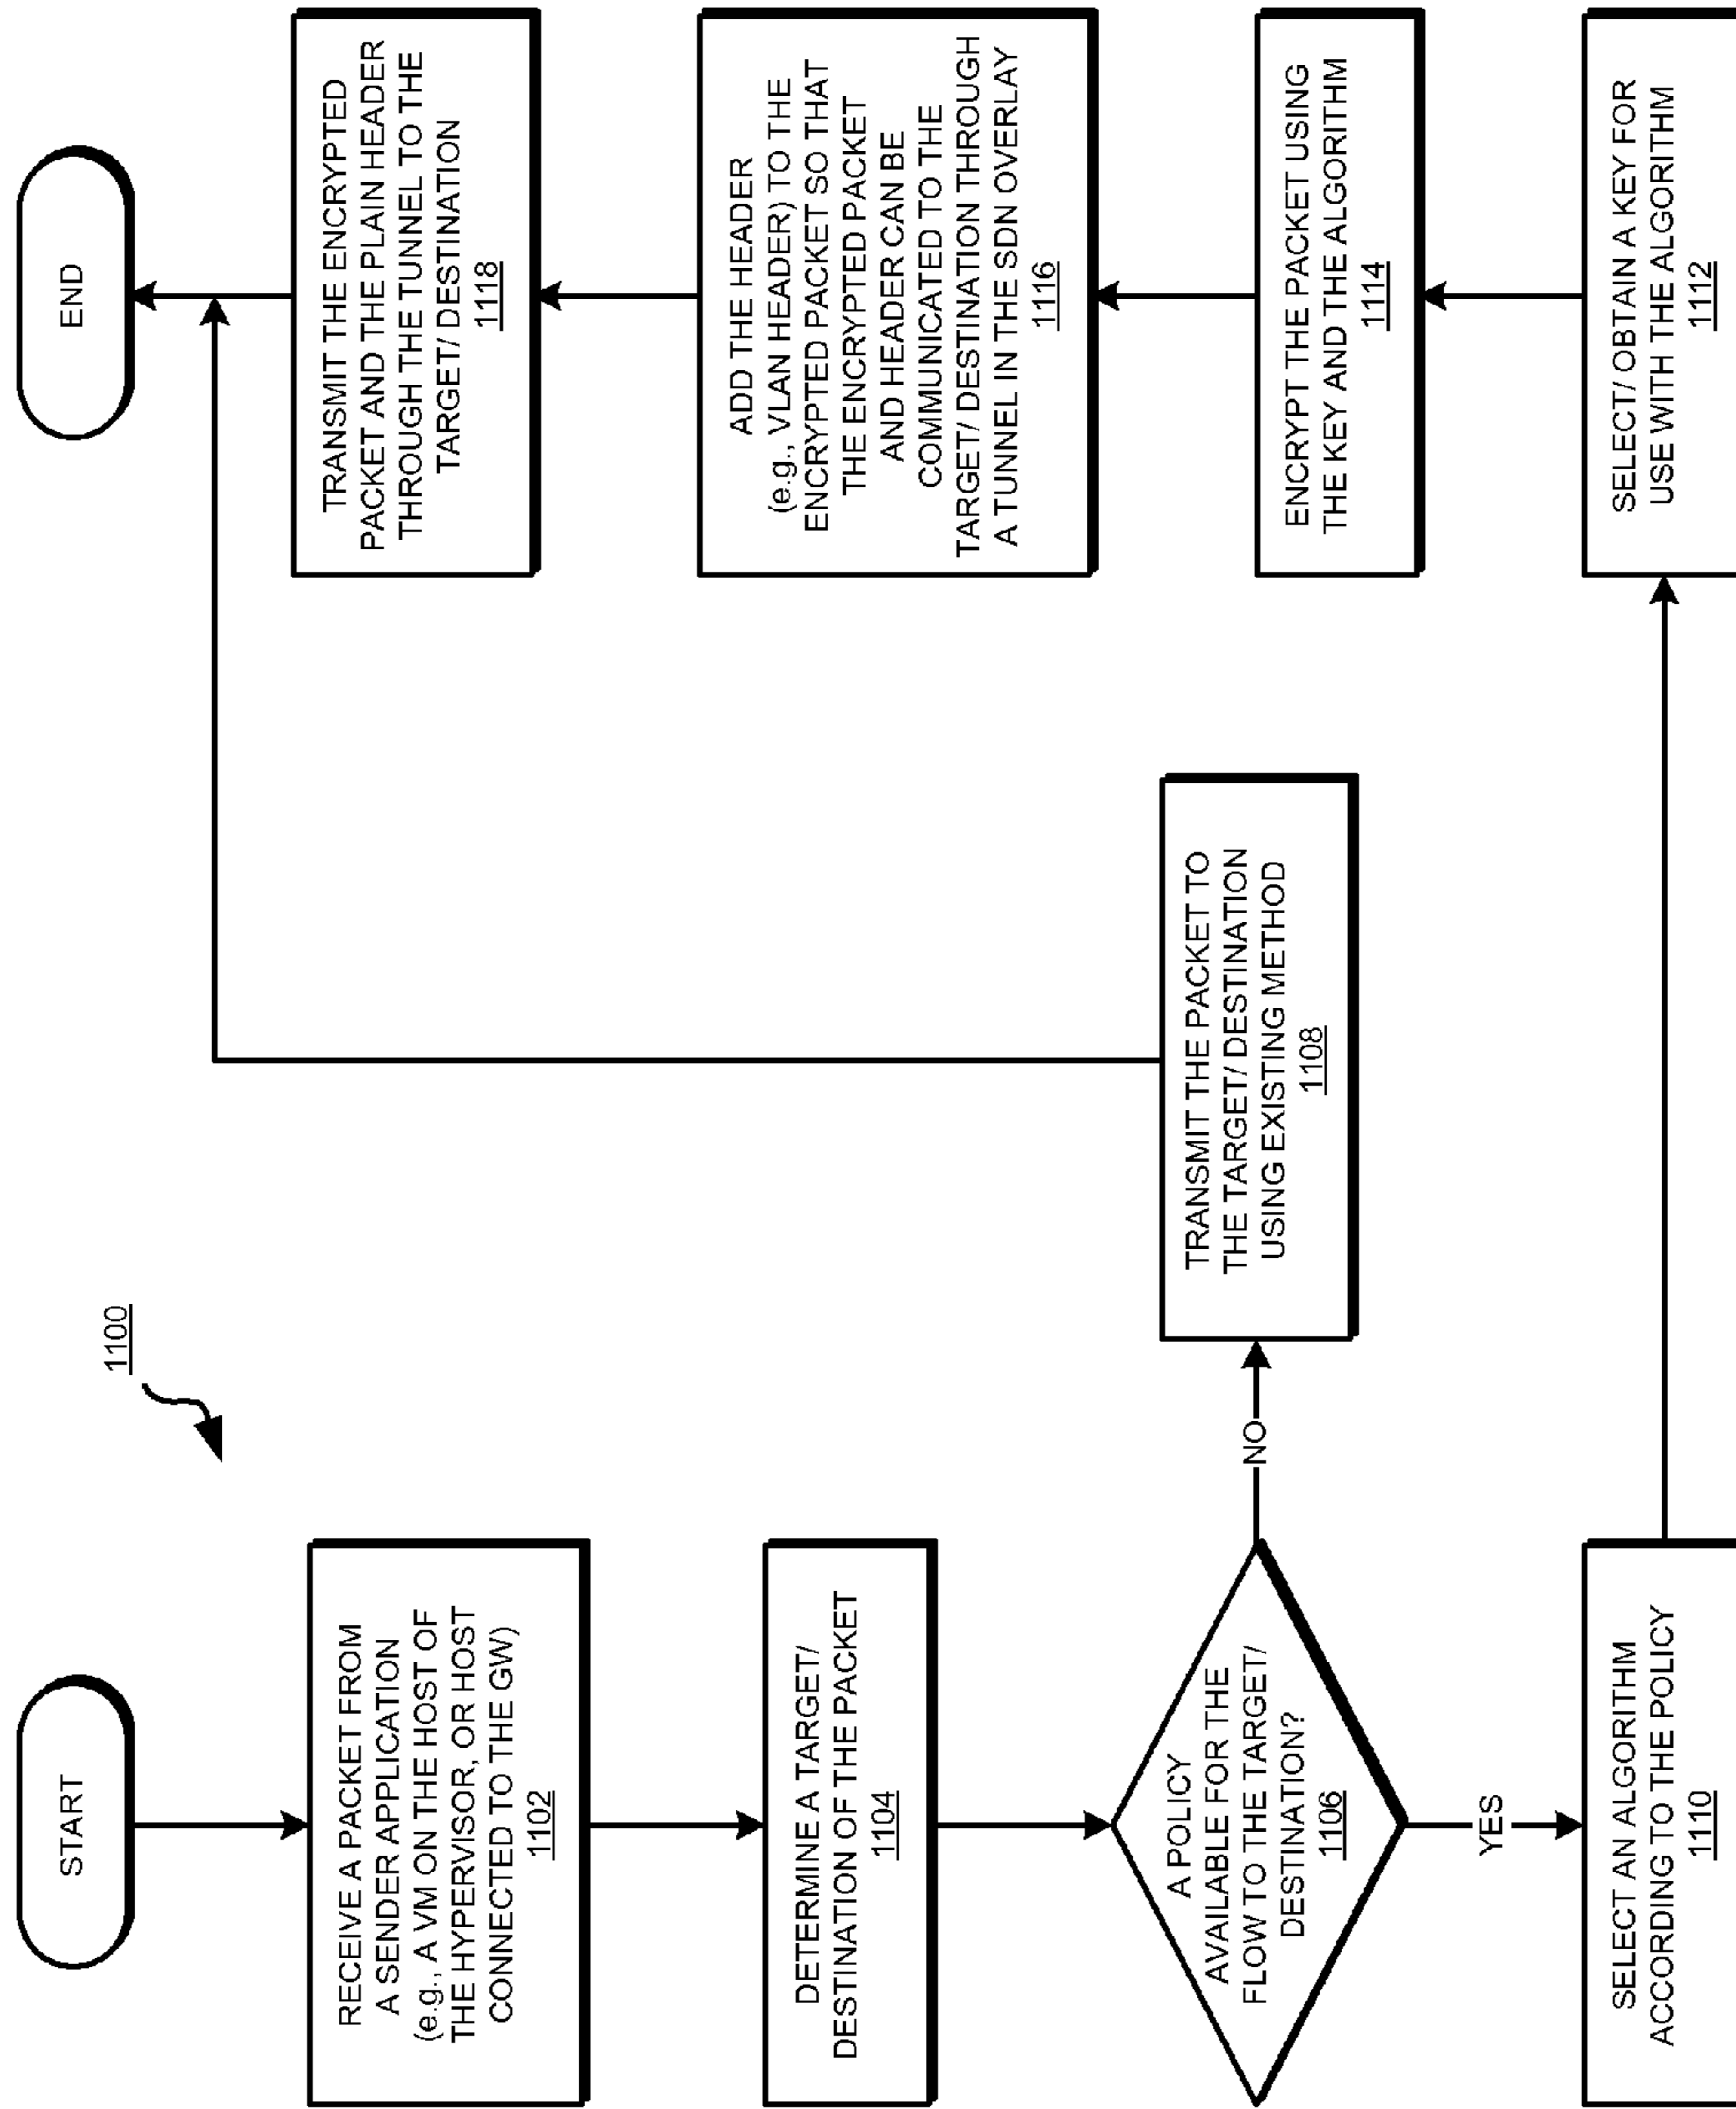 1100
START
RECEIVE A PACKET FROM
A SENDER APPLICATION
(e.g., A VM ON THE HOST OF
THE HYPERVISOR, OR HOST
CONNECTED TO THE GW)
1102
DETERMINE A TARGET/
DESTINATION OF THE PACKET
1104
A POLICY
AVAILABLE FOR THE
FLOW TO THE TARGET/
DESTINATION?
1106
NO
TRANSMIT THE PACKET TO
THE TARGET/ DESTINATION
USING EXISTING METHOD
1108
YES
SELECT AN ALGORITHM
ACCORDING TO THE POLICY
1110
SELECT/ OBTAIN A KEY FOR
USE WITH THE ALGORITHM
1112
ENCRYPT THE PACKET USING
THE KEY AND THE ALGORITHM
1114
ADD THE HEADER
(e.g., VLAN HEADER) TO THE
ENCRYPTED PACKET SO THAT
THE ENCRYPTED PACKET
AND HEADER CAN BE
COMMUNICATED TO THE
TARGET/ DESTINATION THROUGH
A TUNNEL IN THE SDN OVERLAY
1116
TRANSMIT THE ENCRYPTED
PACKET AND THE PLAIN HEADER
THROUGH THE TUNNEL TO THE
TARGET/ DESTINATION
1118
END